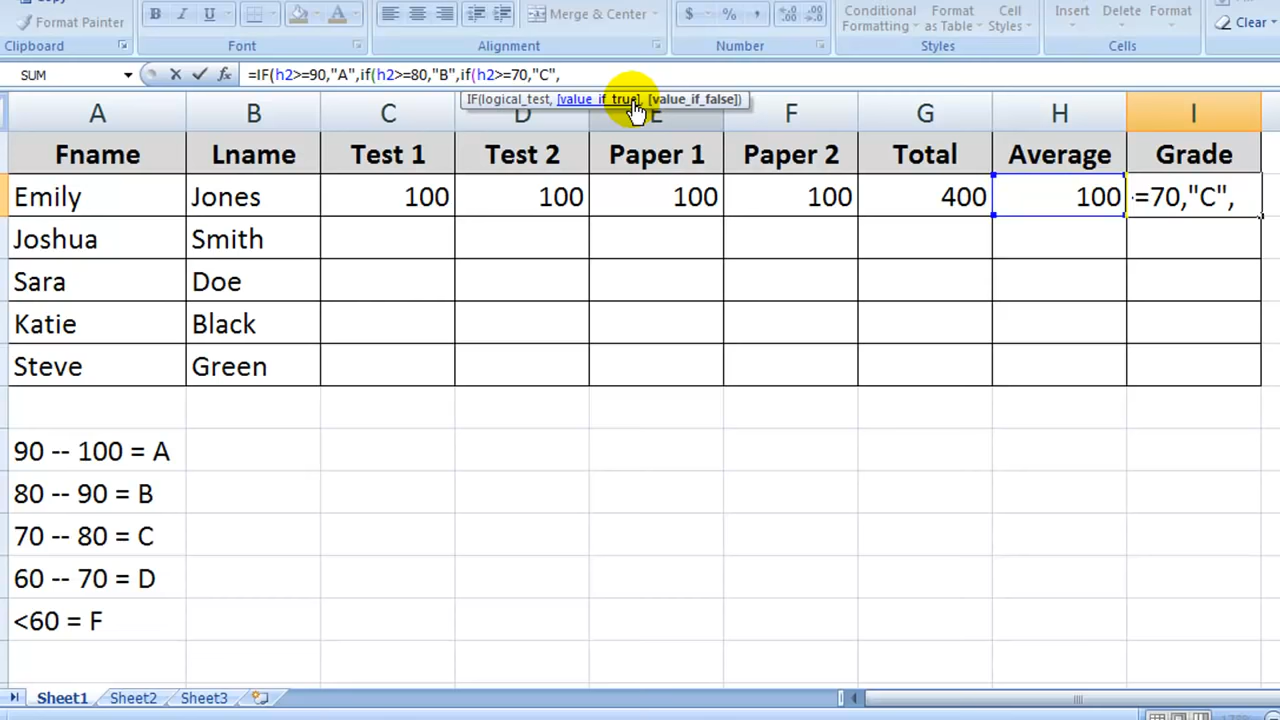 Format Painter
B I U
Merge & Center
$ % ,
Conditional Formatting
Format as Table
Cell Styles
Insert Delete Format
Clear
Clipboard Font Alignment Number Styles Cells
SUM
fx
=IF(h2>=90,"A",if(h2>=80,"B",if(h2>=70,"C",
IF(logical_test, [value_if_true], [value_if_false])
A B C D E F G H I
Fname Lname Test 1 Test 2 Paper 1 Paper 2 Total Average Grade
Emily Jones 100 100 100 100 400 100 =70,"C",
Joshua Smith
Sara Doe
Katie Black
Steve Green
90 -- 100 = A
80 -- 90 = B
70 -- 80 = C
60 -- 70 = D
<60 = F
Sheet1 Sheet2 Sheet3